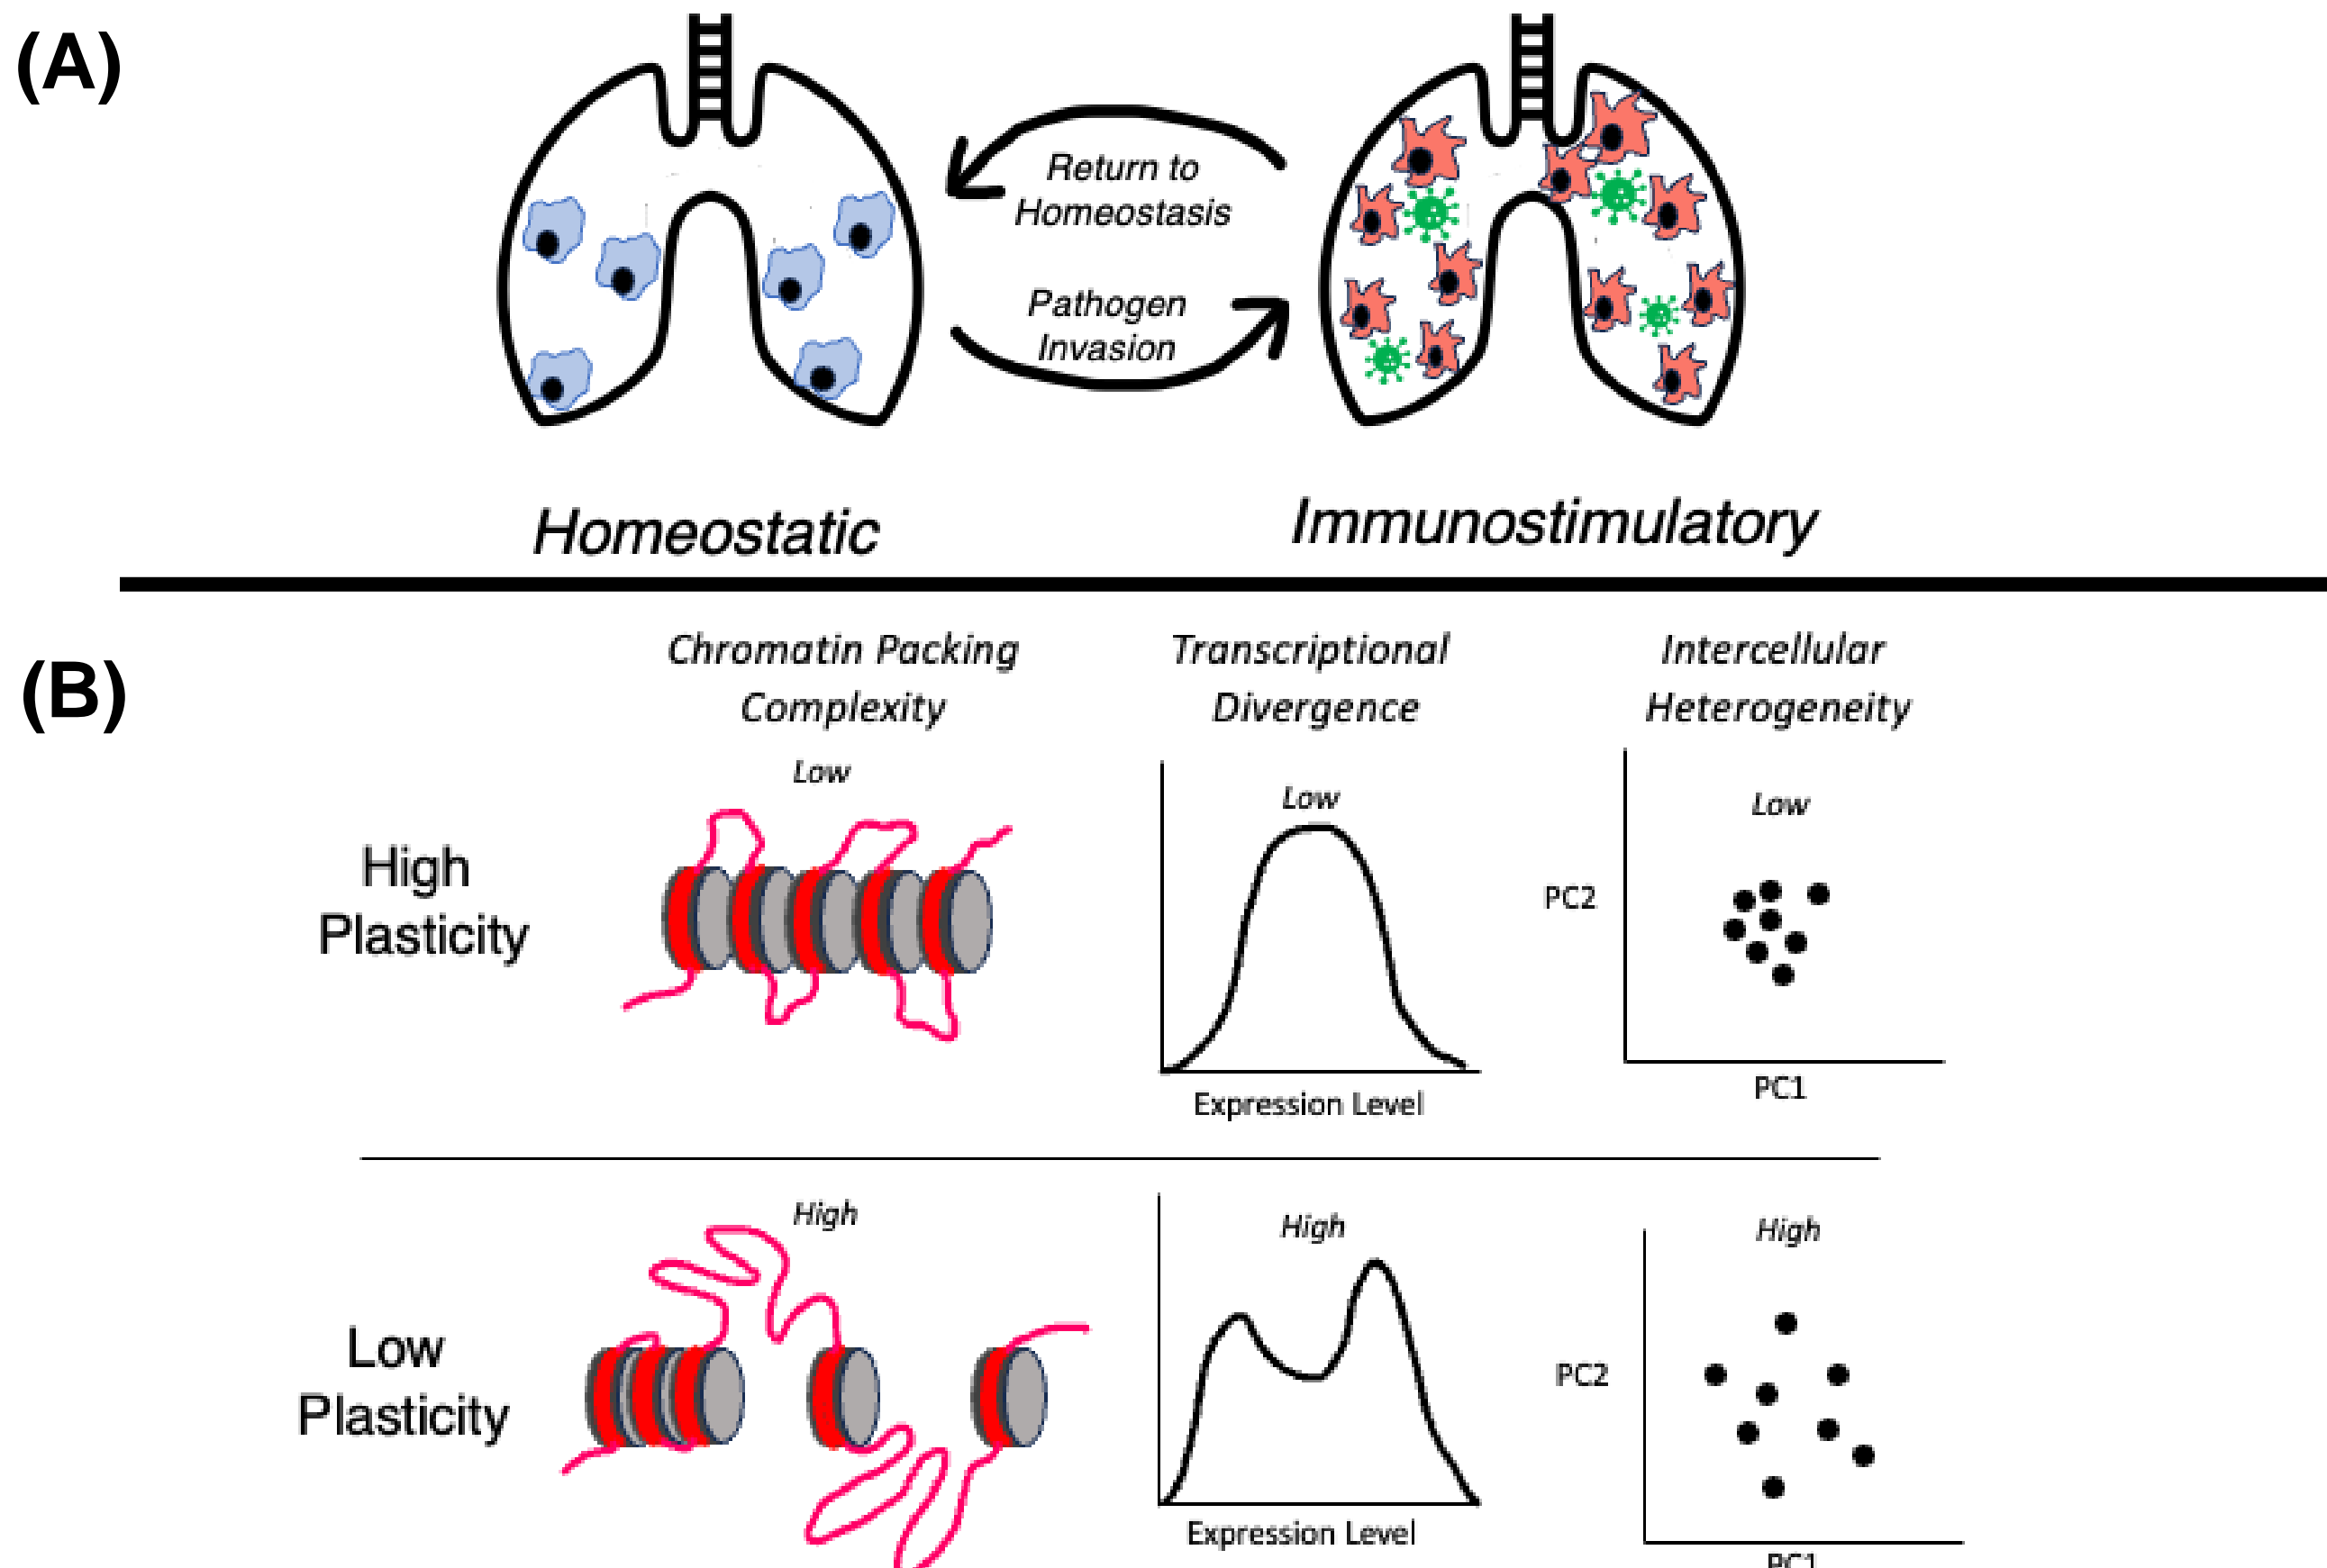 (A)
Return to
Homeostasis
Pathogen
Invasion
Homeostatic
Immunostimulatory
(B)
Chromatin Packing
Complexity
Transcriptional
Divergence
Intercellular
Heterogeneity
High
Plasticity
Low
Low
Expression Level
Low
PC2
PC1
Low
Plasticity
High
High
Expression Level
High
PC2
PC1